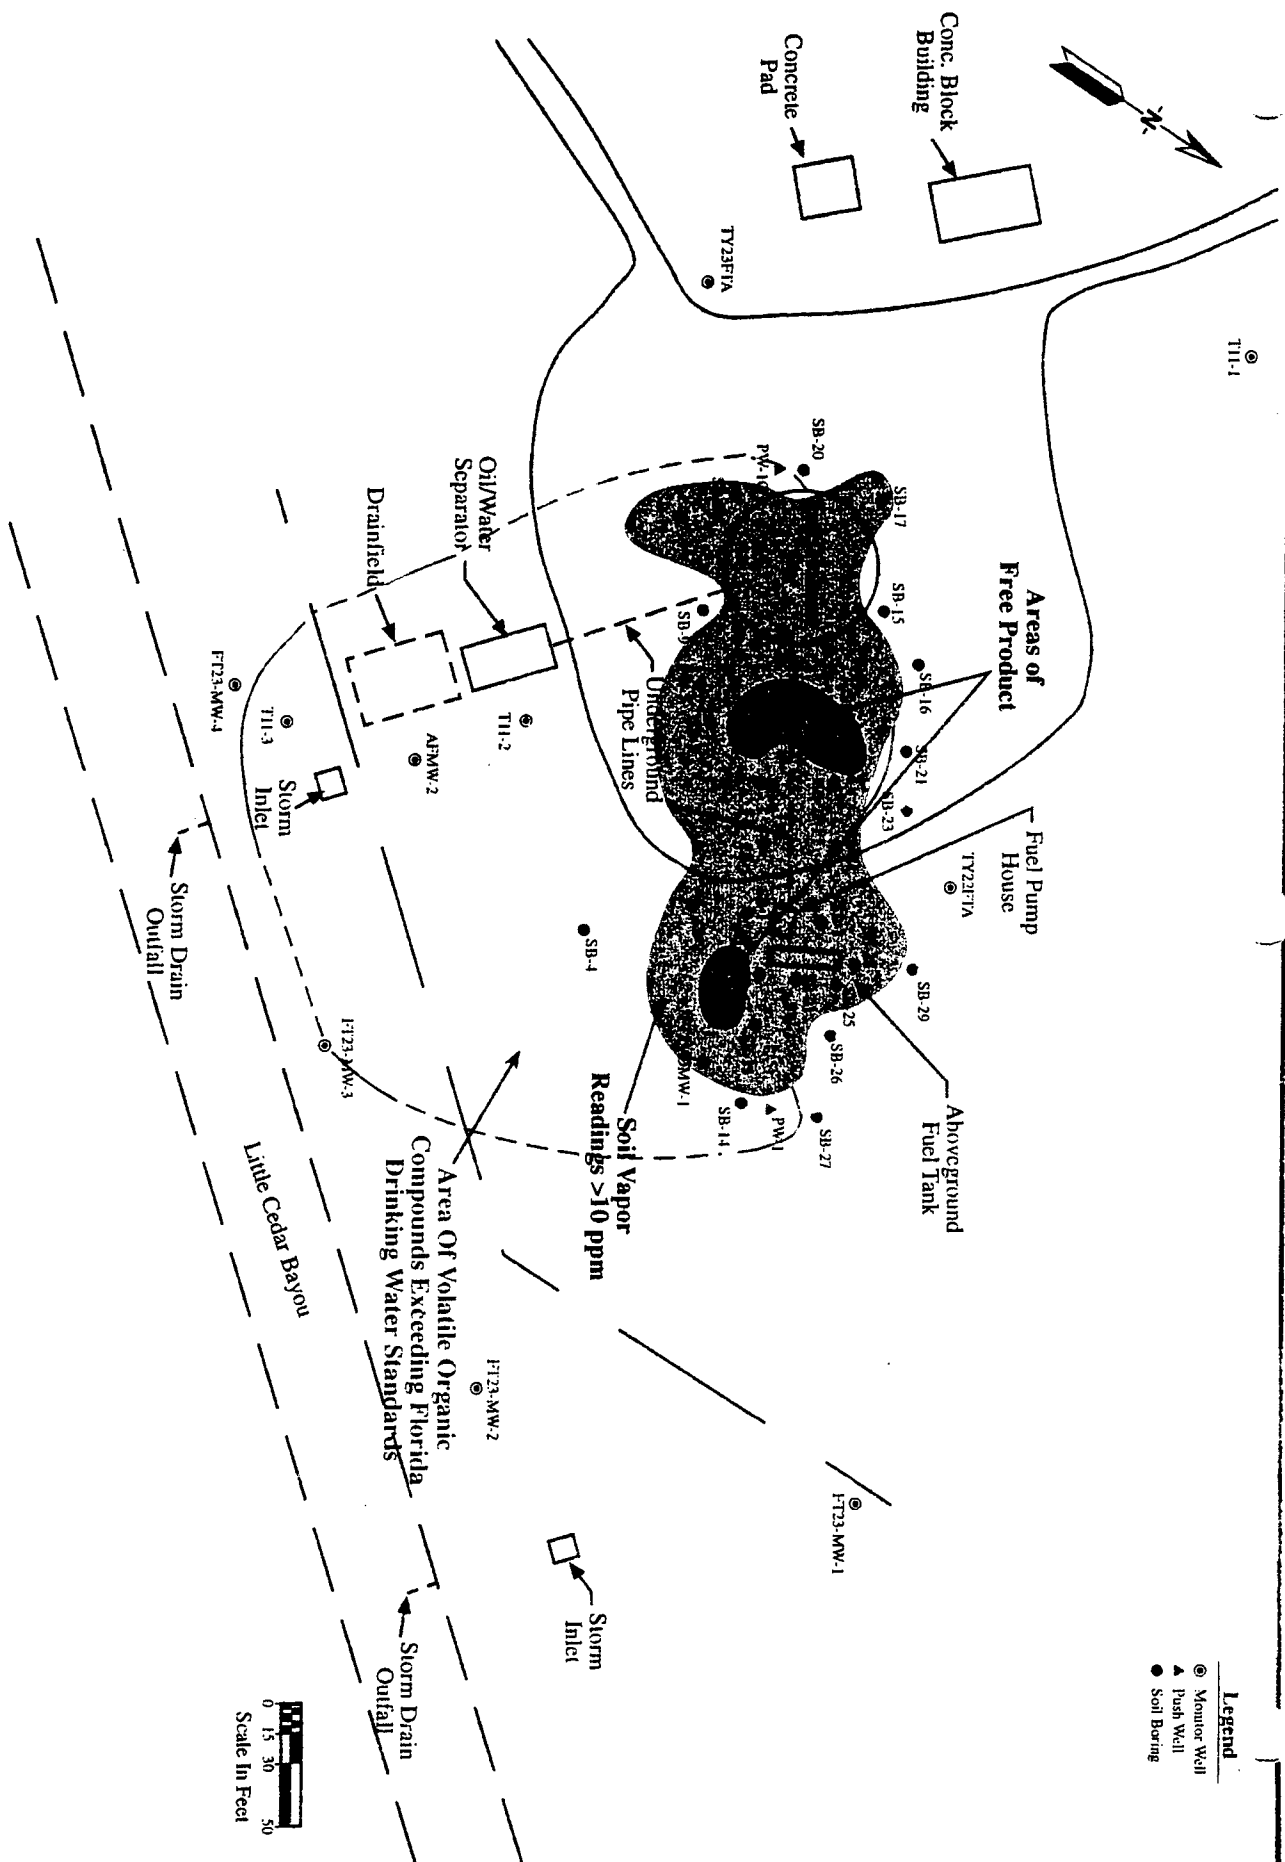 Conc. Block
Building
Concrete
Pad
N
TY23FTA
T11-1
SB-20
PW-10
SB-17
SB-15
SB-9
SB-16
SB-21
SB-23
Areas of
Free Product
Oil/Water
Separator
Drainfield
Underground
Pipe Lines
Fuel Pump
House
TY22FTA
FT23-MW-4
T11-3
T11-2
AFMW-2
Storm
Inlet
Storm Drain
Outfall
SB-4
SB-29
25
SB-26
MW-1
SB-14
PW-1
SB-27
Aboveground
Fuel Tank
Soil Vapor
Readings >10 ppm
FT23-MW-3
Little Cedar Bayou
Area Of Volatile Organic
Compounds Exceeding Florida
Drinking Water Standards
FT23-MW-2
FT23-MW-1
Storm
Inlet
Storm Drain
Outfall
Legend
Monitor Well
Push Well
Soil Boring
0 15 30 50
Scale In Feet